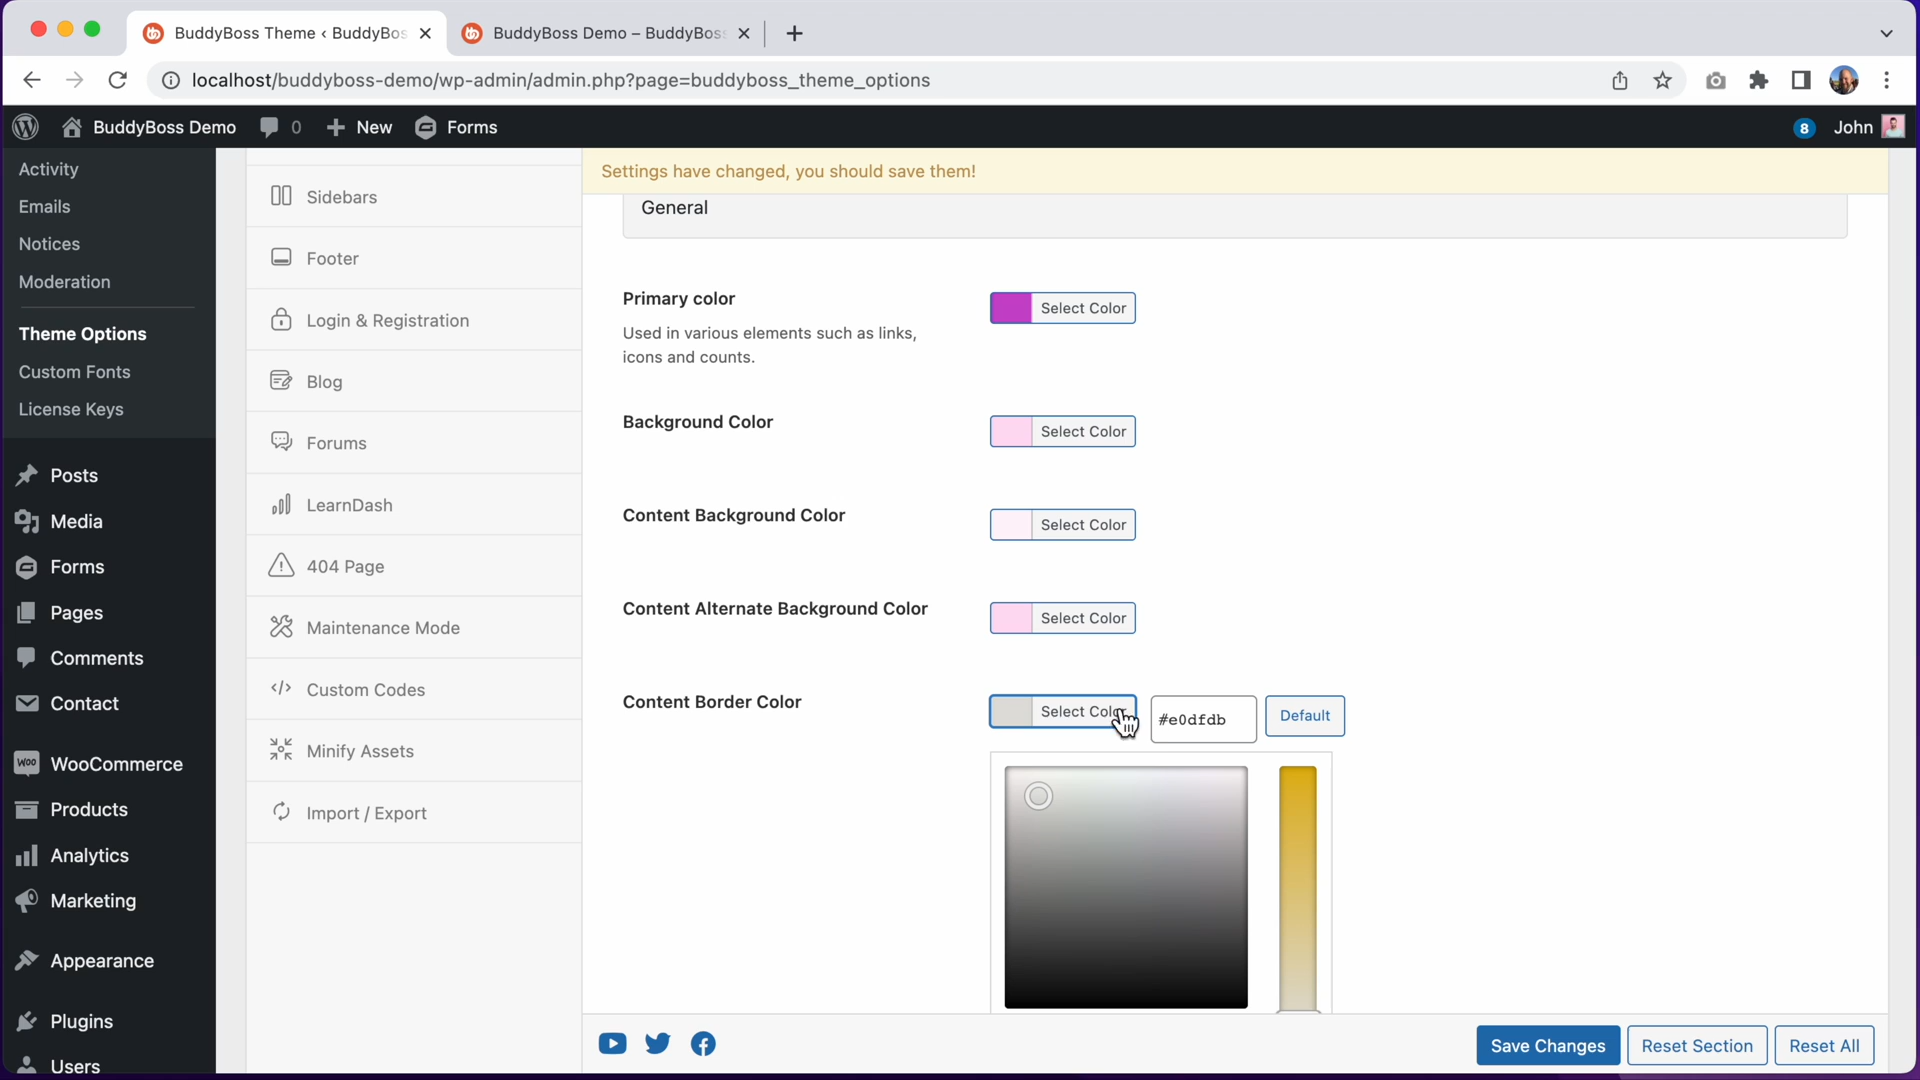 BuddyBoss Theme ‹ BuddyBos
BuddyBoss Demo – BuddyBoss
localhost/buddyboss-demo/wp-admin/admin.php?page=buddyboss_theme_options
BuddyBoss Demo
0
New
Forms
8
John
Activity
Emails
Notices
Moderation
Theme Options
Custom Fonts
License Keys
Posts
Media
Forms
Pages
Comments
Contact
WOO WooCommerce
Products
Analytics
Marketing
Appearance
Plugins
Users
Sidebars
Footer
Login & Registration
Blog
Forums
LearnDash
404 Page
Maintenance Mode
Custom Codes
Minify Assets
Import / Export
Settings have changed, you should save them!
General
Primary color
Used in various elements such as links,
icons and counts.
Select Color
Background Color
Select Color
Content Background Color
Select Color
Content Alternate Background Color
Select Color
Content Border Color
Select Color
#e0dfdb
Default
Save Changes
Reset Section
Reset All